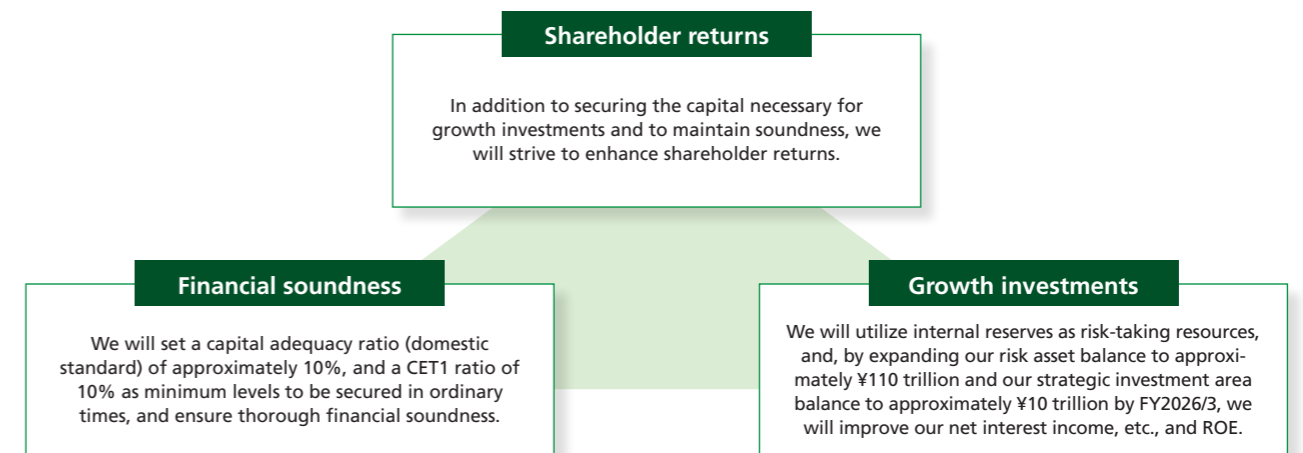 Shareholder returns
In addition to securing the capital necessary for
growth investments and to maintain soundness, we
will strive to enhance shareholder returns.
Financial soundness
We will set a capital adequacy ratio (domestic
standard) of approximately 10%, and a CET1 ratio of
10% as minimum levels to be secured in ordinary
times, and ensure thorough financial soundness.
Growth investments
We will utilize internal reserves as risk-taking resources,
and, by expanding our risk asset balance to approxi-
mately ¥110 trillion and our strategic investment area
balance to approximately ¥10 trillion by FY2026/3, we
will improve our net interest income, etc., and ROE.